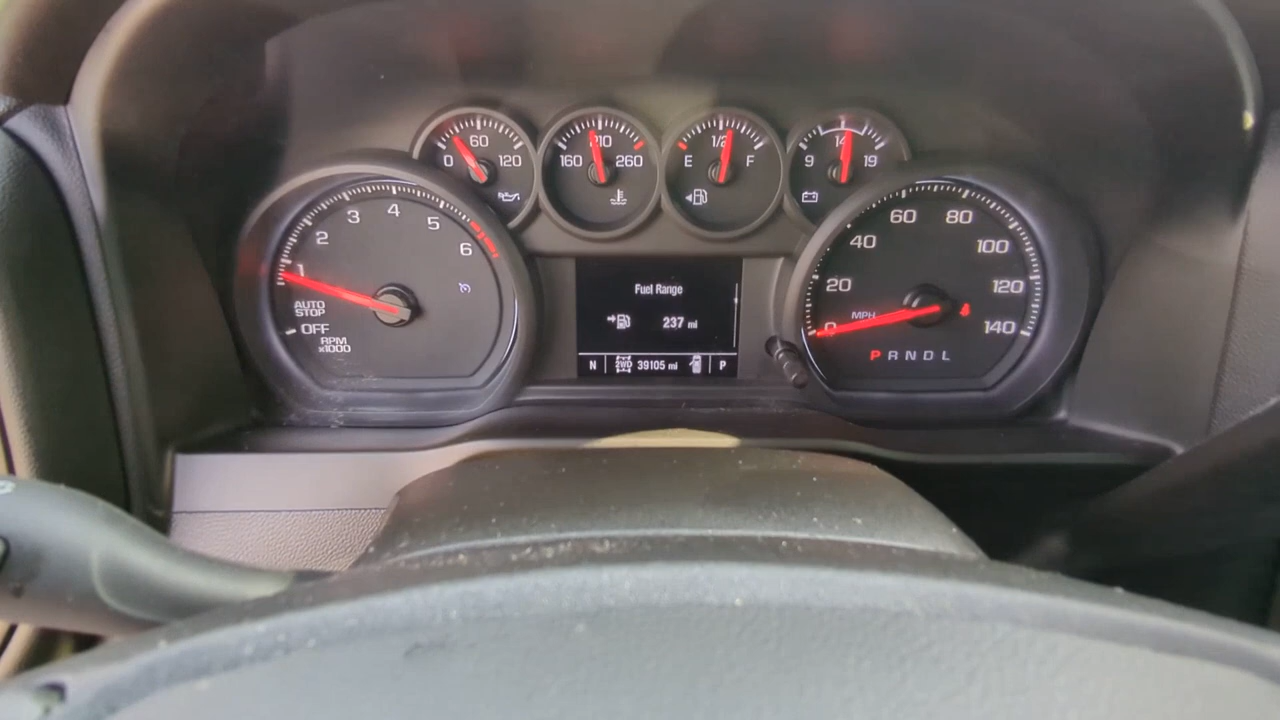 0 60 120
160 210 260
E 1/2 F
9 14 19
1 2 3 4 5 6
AUTO
STOP
OFF
RPM
x1000
Fuel Range
237 mi
N 2WD 39105 mi P
0 20 40 60 80 100 120 140
MPH
P R N D L